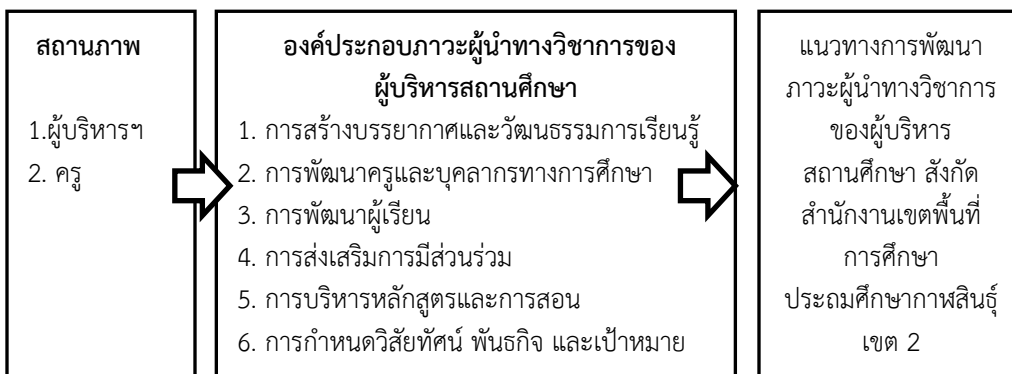 สถานภาพ
1.ผู้บริหารฯ
2. ครู
องค์ประกอบภาวะผู้นำทางวิชาการของ
ผู้บริหารสถานศึกษา
1. การสร้างบรรยากาศและวัฒนธรรมการเรียนรู้
2. การพัฒนาครูและบุคลากรทางการศึกษา
3. การพัฒนาผู้เรียน
4. การส่งเสริมการมีส่วนร่วม
5. การบริหารหลักสูตรและการสอน
6. การกำหนดวิสัยทัศน์ พันธกิจ และเป้าหมาย
แนวทางการพัฒนา
ภาวะผู้นำทางวิชาการ
ของผู้บริหาร
สถานศึกษา สังกัด
สำนักงานเขตพื้นที่
การศึกษา
ประถมศึกษากาฬสินธุ์
เขต 2